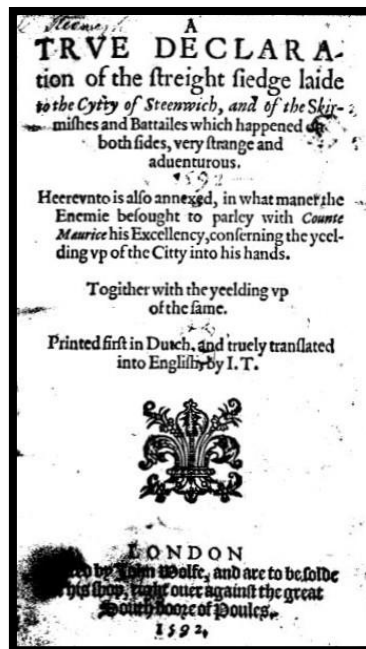 A
TRVE DECLARA-
tion of the ſtreight ſiedge laide
to the Cytty of Steenwich, and of the Skir-
miſhes and Battailes which happened on
both ſides, very ſtrange and
aduenturous.
1592
Heerevnto is alſo annexed, in what maner the
Enemie beſought to parley with Counte
Maurice his Excellency, conſerning the yeel-
ding vp of the Citty into his hands.
Togither with the yeelding vp
of the ſame.
Printed firſt in Dutch, and truely tranſlated
into Engliſh, by I. T.
LONDON
by Iohn Wolfe, and are to be ſolde
his ſhop, right ouer againſt the great
South doore of Poules.
1592.